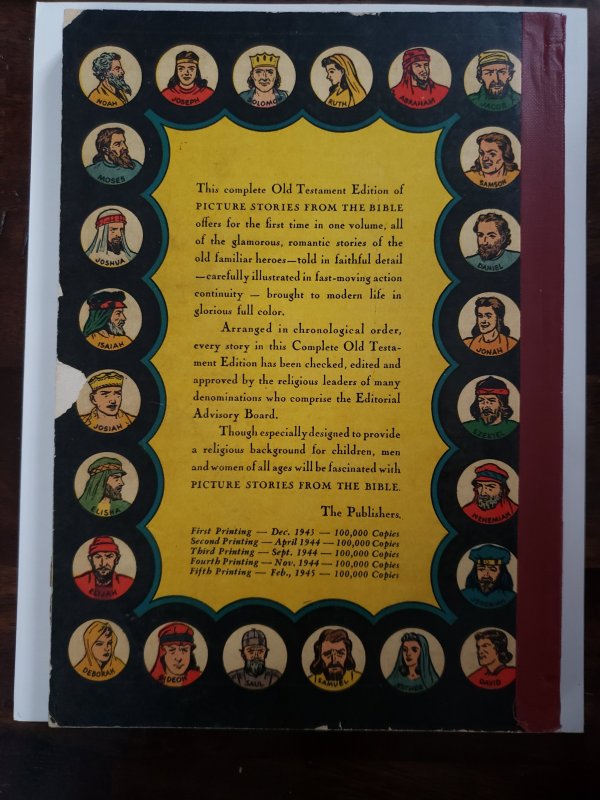 NOAH
JOSEPH
SOLOMON
RUTH
ABRAHAM
JACOB
MOSES
SAMSON
JOSHUA
DANIEL
ISAIAH
JONAH
JOSIAH
EZEKIEL
ELISHA
NEHEMIAH
ELIJAH
JEREMIAH
DEBORAH
GIDEON
SAUL
SAMUEL
ESTHER
DAVID
This complete Old Testament Edition of
PICTURE STORIES FROM THE BIBLE
offers for the first time in one volume, all
of the glamorous, romantic stories of the
old familiar heroes—told in faithful detail
—carefully illustrated in fast-moving action
continuity — brought to modern life in
glorious full color.
Arranged in chronological order,
every story in this Complete Old Testa-
ment Edition has been checked, edited and
approved by the religious leaders of many
denominations who comprise the Editorial
Advisory Board.
Though especially designed to provide
a religious background for children, men
and women of all ages will be fascinated with
PICTURE STORIES FROM THE BIBLE.
The Publishers.
First Printing — Dec. 1943 — 100,000 Copies
Second Printing — April 1944 — 100,000 Copies
Third Printing — Sept. 1944 — 100,000 Copies
Fourth Printing — Nov. 1944 — 100,000 Copies
Fifth Printing — Feb., 1945 — 100,000 Copies